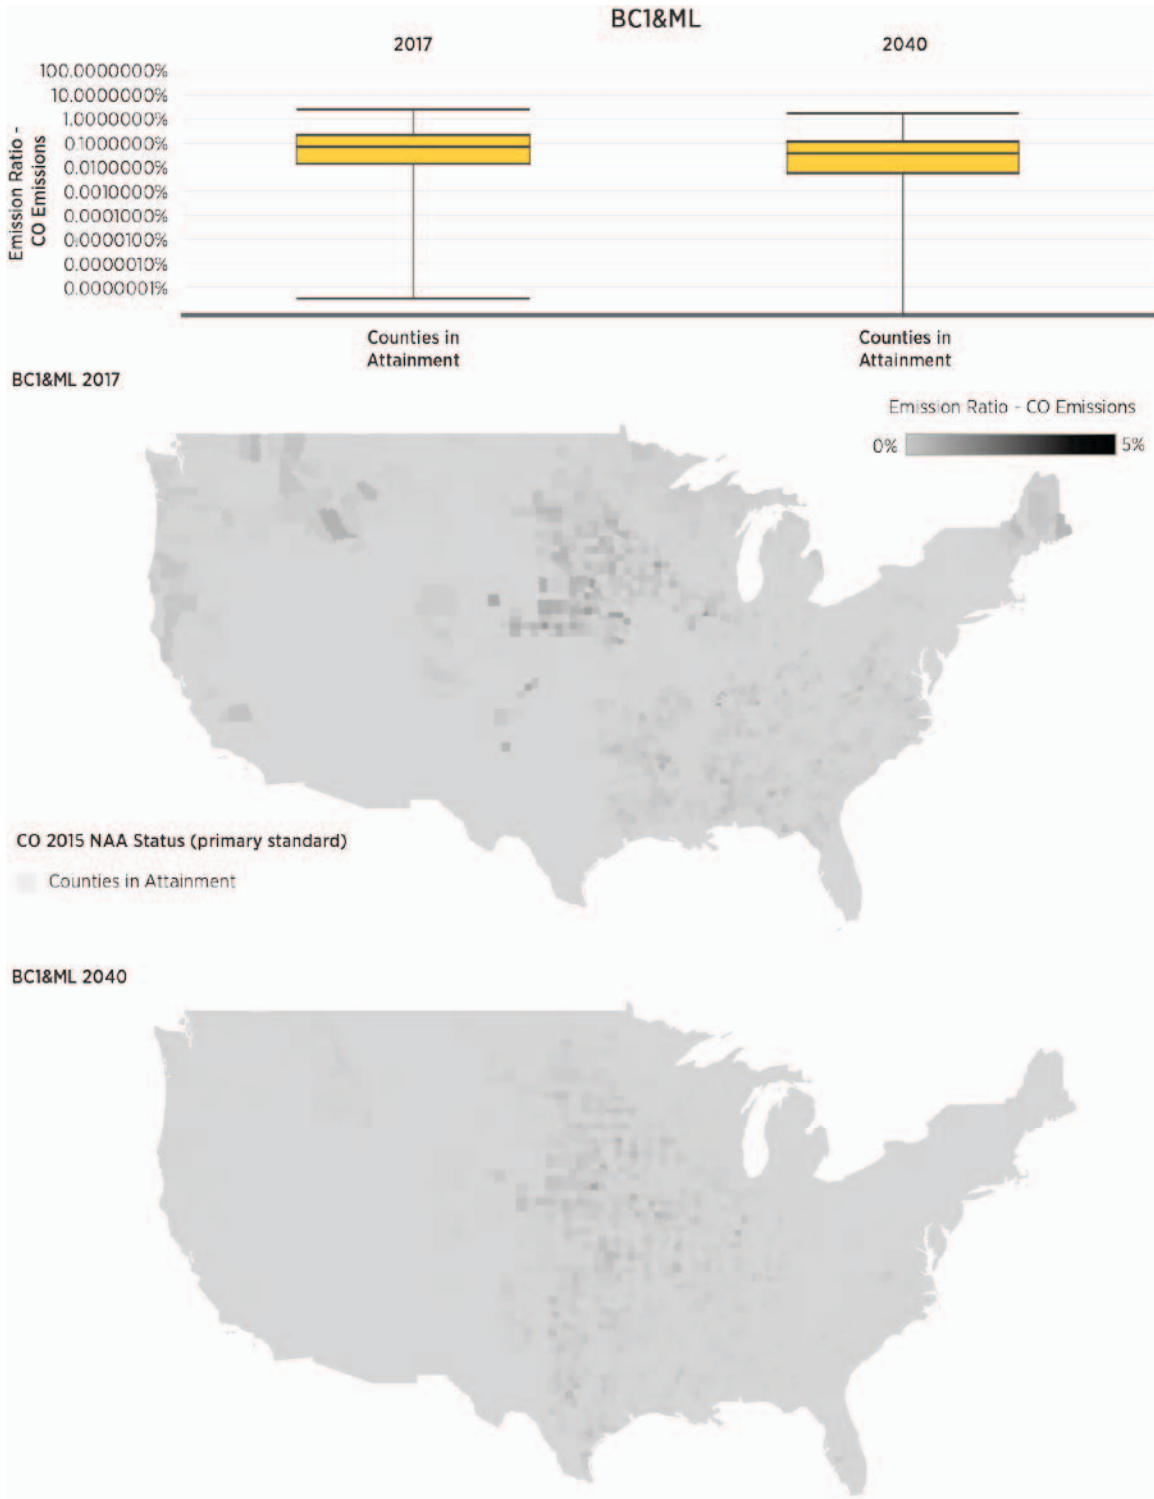 BC1&ML
2017
2040
100.0000000%
10.0000000%
1.0000000%
0.1000000%
0.0100000%
0.0010000%
0.0001000%
0.0000100%
0.0000010%
0.0000001%
Emission Ratio -
CO Emissions
Counties in
Attainment
Counties in
Attainment
BC1&ML 2017
Emission Ratio - CO Emissions
0%
5%
CO 2015 NAA Status (primary standard)
Counties in Attainment
BC1&ML 2040